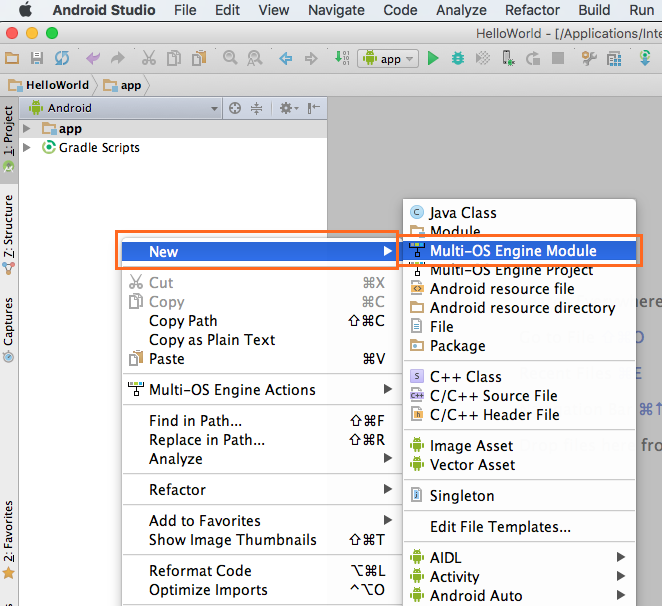 Android Studio File Edit View Navigate Code Analyze Refactor Build Run
HelloWorld - [/Applications/Inte
app
HelloWorld app
1: Project
Android
app
Gradle Scripts
Z: Structure
Captures
2: Favorites
New
Cut ⌘X
Copy ⌘C
Copy Path ⇧⌘C
Copy as Plain Text
Paste ⌘V
Multi-OS Engine Actions
Find in Path... ⇧⌘F
Replace in Path... ⇧⌘R
Analyze
Refactor
Add to Favorites
Show Image Thumbnails ⇧⌘T
Reformat Code ⌥⌘L
Optimize Imports ^⌥O
Java Class
Module
Multi-OS Engine Module
Multi-OS Engine Project
Android resource file
Android resource directory
File
Package
C++ Class
C/C++ Source File
C/C++ Header File
Image Asset
Vector Asset
Singleton
Edit File Templates...
AIDL
Activity
Android Auto
here
O
E
⌘↑
fro